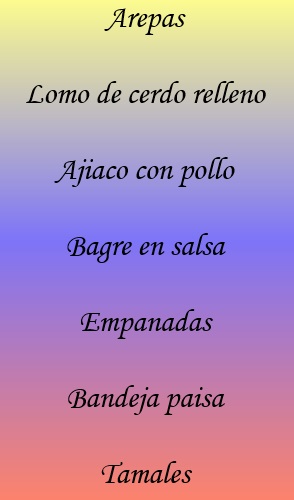 Arepas
Lomo de cerdo relleno
Ajiaco con pollo
Bagre en salsa
Empanadas
Bandeja paisa
Tamales